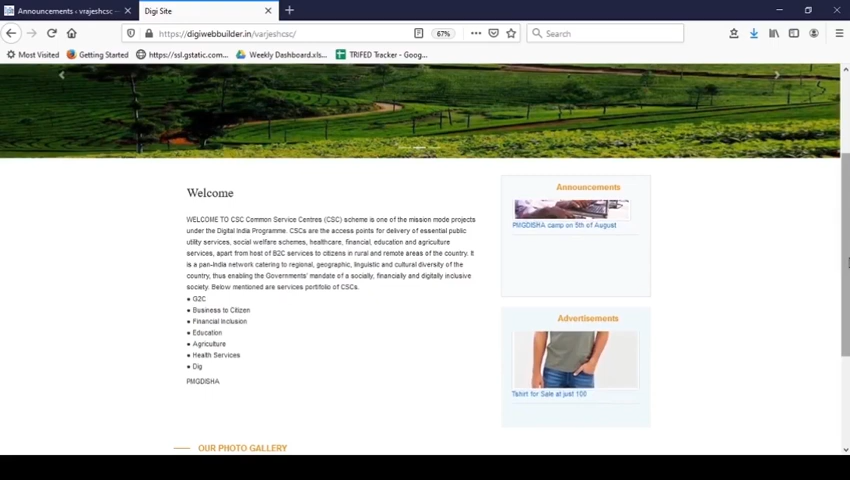 Announcements ‹ vrajeshcsc —
Digi Site
https://digiwebbuilder.in/varjeshcsc/
67%
Search
Most Visited
Getting Started
https://ssl.gstatic.com...
Weekly Dashboard.xls...
TRIFED Tracker - Goog...
Welcome
WELCOME TO CSC Common Service Centres (CSC) scheme is one of the mission mode projects
under the Digital India Programme. CSCs are the access points for delivery of essential public
utility services, social welfare schemes, healthcare, financial, education and agriculture
services, apart from host of B2C services to citizens in rural and remote areas of the country. It
is a pan-India network catering to regional, geographic, linguistic and cultural diversity of the
country, thus enabling the Governments' mandate of a socially, financially and digitally inclusive
society. Below mentioned are services portfolio of CSCs.
● G2C
● Business to Citizen
● Financial Inclusion
● Education
● Agriculture
● Health Services
● Dig
PMGDISHA
Announcements
PMGDISHA camp on 5th of August
Advertisements
Tshirt for Sale at just 100
OUR PHOTO GALLERY